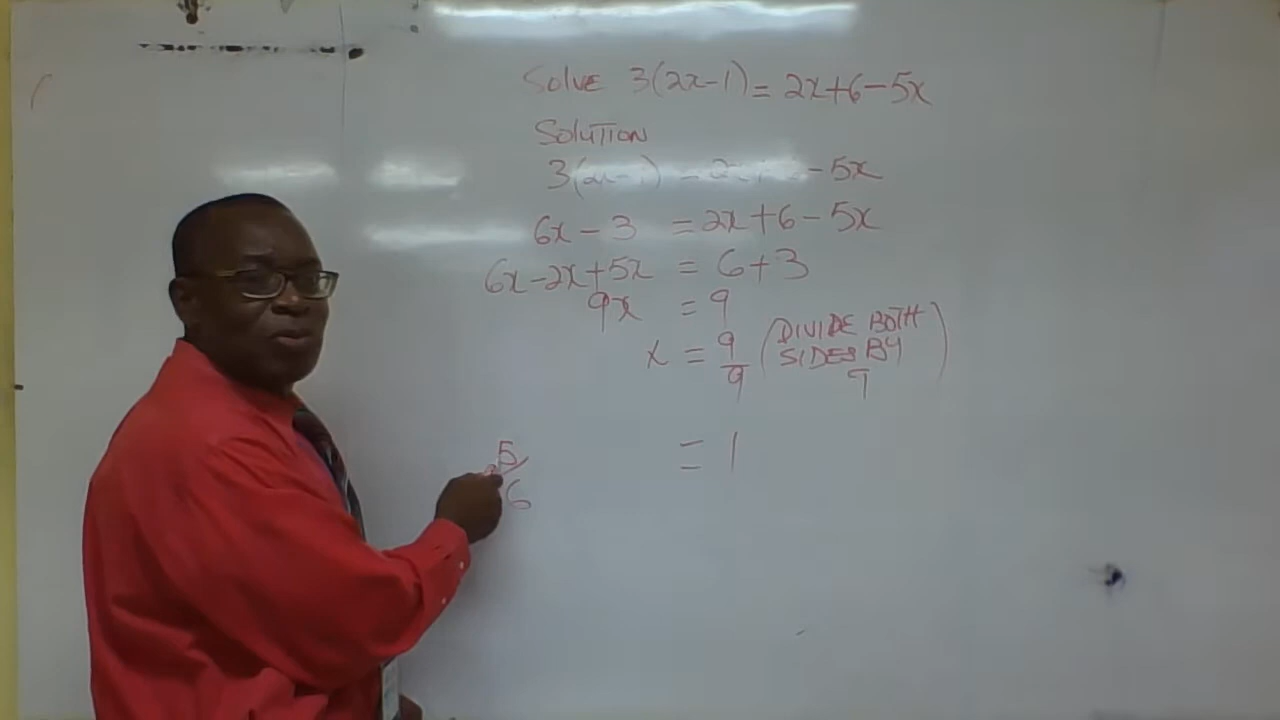 Solve 3(2x-1) = 2x+6-5x
Solution
3(2x-1) = 2x - 5x
6x - 3 = 2x+6-5x
6x-2x+5x = 6+3
9x = 9
x = 9/9 (DIVIDE BOTH
SIDES BY
9)
= 1
5/6